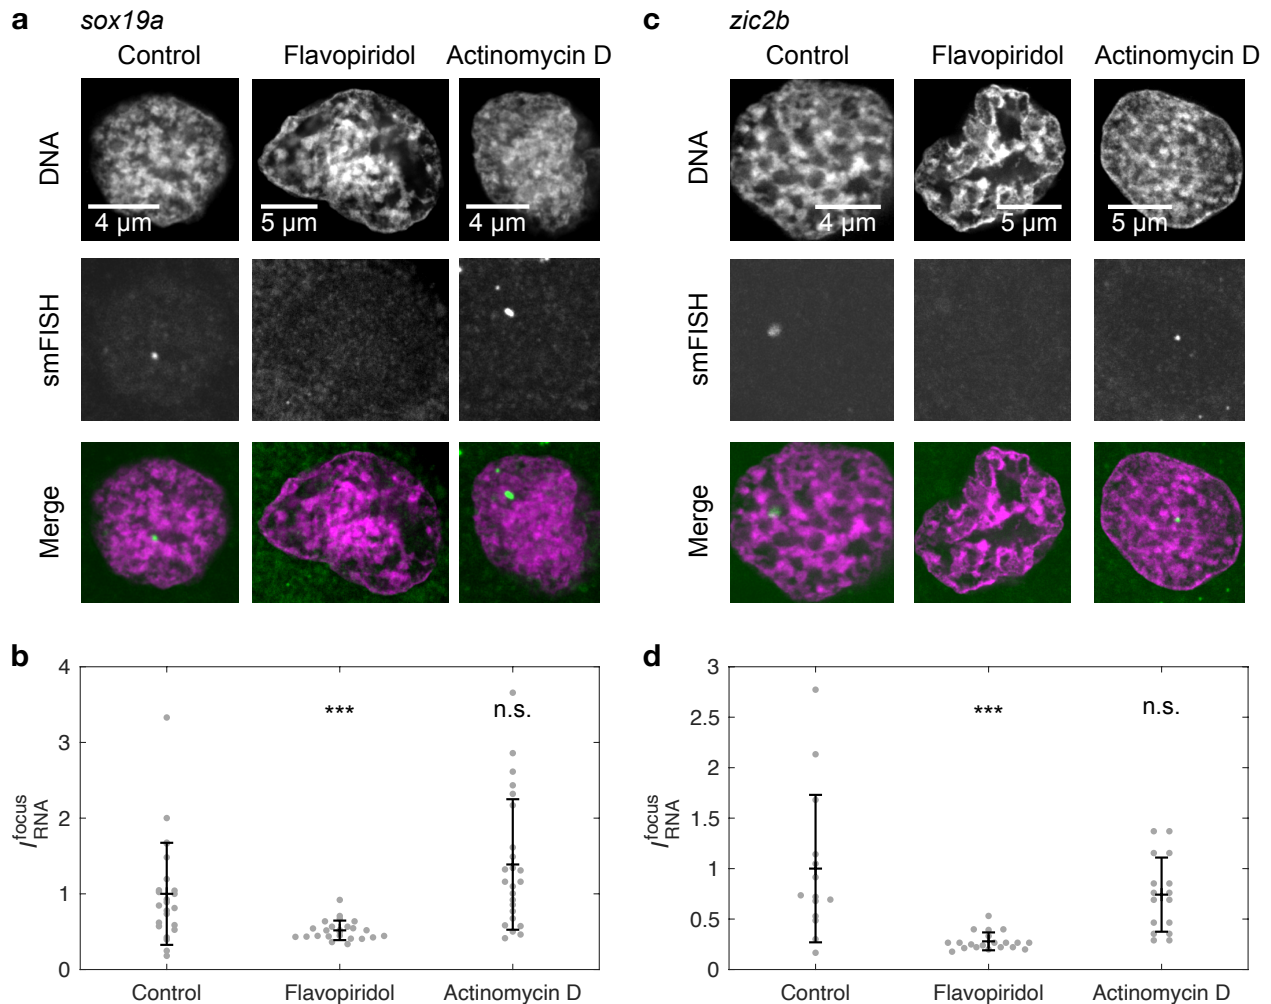 a sox19a
Control Flavopiridol Actinomycin D
DNA
4 µm 5 µm 4 µm
smFISH
Merge
b
4
3
2
1
0
I focus RNA
*** n.s.
Control Flavopiridol Actinomycin D
c zic2b
Control Flavopiridol Actinomycin D
DNA
4 µm 5 µm 5 µm
smFISH
Merge
d
3
2.5
2
1.5
1
0.5
0
I focus RNA
*** n.s.
Control Flavopiridol Actinomycin D